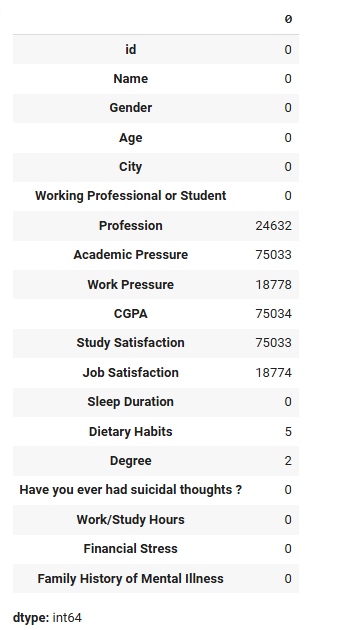 0
id 0
Name 0
Gender 0
Age 0
City 0
Working Professional or Student 0
Profession 24632
Academic Pressure 75033
Work Pressure 18778
CGPA 75034
Study Satisfaction 75033
Job Satisfaction 18774
Sleep Duration 0
Dietary Habits 5
Degree 2
Have you ever had suicidal thoughts ? 0
Work/Study Hours 0
Financial Stress 0
Family History of Mental Illness 0
dtype: int64